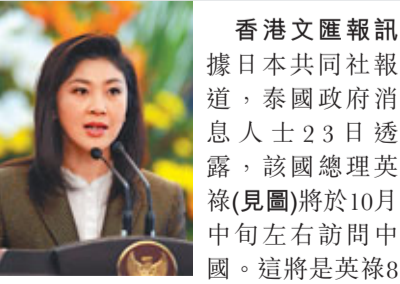 香港文匯報訊
據日本共同社報
道，泰國政府消
息人士23日透
露，該國總理英
祿(見圖)將於10月
中旬左右訪問中
國。這將是英祿8